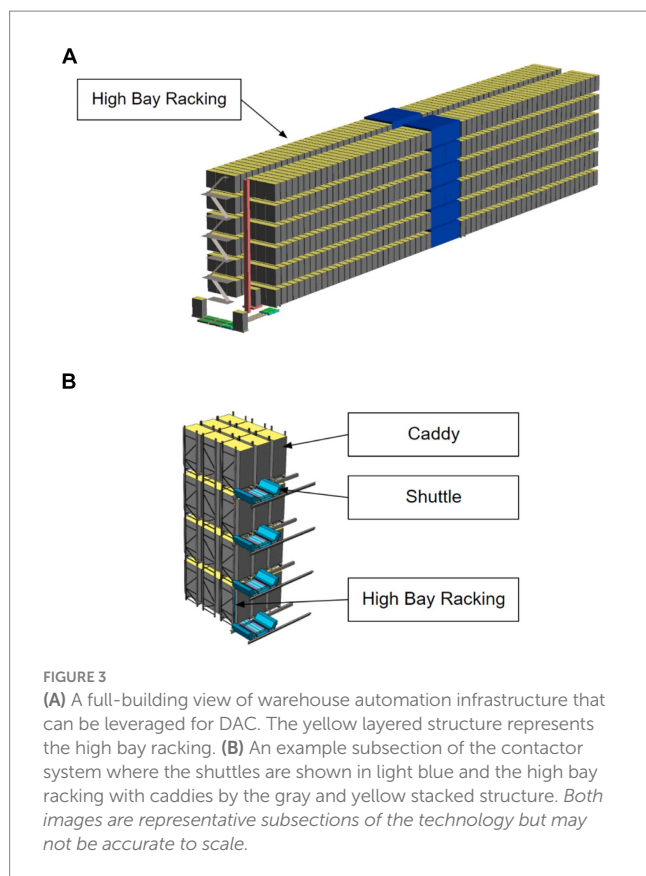 A
High Bay Racking
B
Caddy
Shuttle
High Bay Racking
FIGURE 3
(A) A full-building view of warehouse automation infrastructure that
can be leveraged for DAC. The yellow layered structure represents
the high bay racking. (B) An example subsection of the contactor
system where the shuttles are shown in light blue and the high bay
racking with caddies by the gray and yellow stacked structure. Both
images are representative subsections of the technology but may
not be accurate to scale.